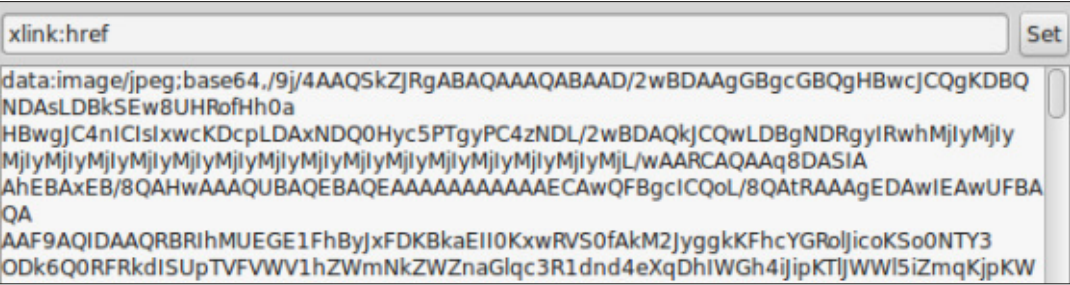 xlink:href
Set
data:image/jpeg;base64,/9j/4AAQSkZJRgABAQAAAQABAAD/2wBDAAgGBgcGBQgHBwcJCQgKDBQ
NDAsLDBkSEw8UHRofHh0a
HBwgJC4nICIsIxwcKDcpLDAxNDQ0Hyc5PTgyPC4zNDL/2wBDAQkJCQwLDBgNDRgyIRwhMjIyMjIy
MjIyMjIyMjIyMjIyMjIyMjIyMjIyMjIyMjIyMjIyMjIyMjIyMjIyMjIyMjL/wAARCAQAAq8DASIA
AhEBAxEB/8QAHwAAAQUBAQEBAQEAAAAAAAAAAAECAwQFBgcICQoL/8QAtRAAAgEDAwIEAwUFBA
QA
AAF9AQIDAAQRBRIhMUEGE1FhByJxFDKBkaEII0KxwRVS0fAkM2JyggkKFhcYGRolJicoKSo0NTY3
ODk6Q0RFRkdISUpTVFVWV1hZWmNkZWZnaGlqc3R1dnd4eXqDhIWGh4iJipKTlJWWl5iZmqKjpKW